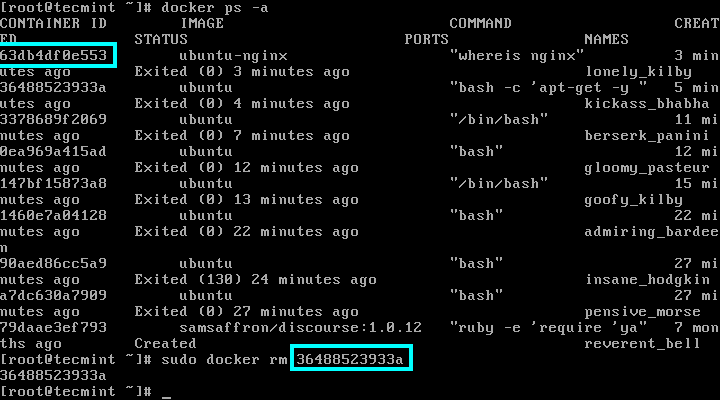 [root@tecmint ~]# docker ps -a
CONTAINER ID IMAGE COMMAND CREAT
ED STATUS PORTS NAMES
63db4df0e553 ubuntu-nginx "whereis nginx" 3 min
utes ago Exited (0) 3 minutes ago lonely_kilby
36488523933a ubuntu "bash -c 'apt-get -y " 5 min
utes ago Exited (0) 4 minutes ago kickass_bhabha
3378689f2069 ubuntu "/bin/bash" 11 mi
nutes ago Exited (0) 7 minutes ago berserk_panini
0ea969a415ad ubuntu "bash" 12 mi
nutes ago Exited (0) 12 minutes ago gloomy_pasteur
147bf15873a8 ubuntu "/bin/bash" 15 mi
nutes ago Exited (0) 13 minutes ago goofy_kilby
1460e7a04128 ubuntu "bash" 22 mi
nutes ago Exited (0) 22 minutes ago admiring_bardee
n
90aed86cc5a9 ubuntu "bash" 27 mi
nutes ago Exited (130) 24 minutes ago insane_hodgkin
a7dc630a7909 ubuntu "bash" 27 mi
nutes ago Exited (0) 27 minutes ago pensive_morse
79daae3ef793 samsaffron/discourse:1.0.12 "ruby -e 'require 'ya" 7 mon
ths ago Created reverent_bell
[root@tecmint ~]# sudo docker rm 36488523933a
36488523933a
[root@tecmint ~]# _